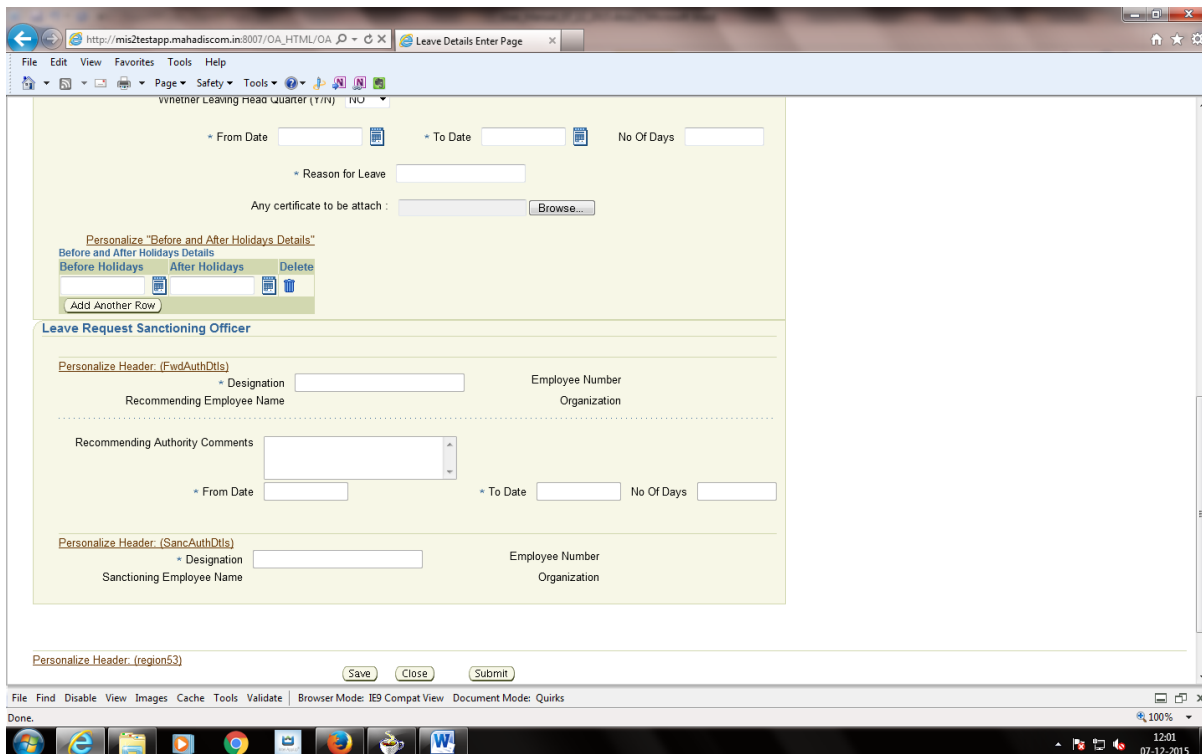 http://mis2testapp.mahadiscom.in:8007/OA_HTML/OA
Leave Details Enter Page
File Edit View Favorites Tools Help
Page Safety Tools
Whether Leaving Head Quarter (Y/N) NO
* From Date * To Date No Of Days
* Reason for Leave
Any certificate to be attach : Browse...
Personalize "Before and After Holidays Details"
Before and After Holidays Details
Before Holidays After Holidays Delete
Add Another Row
Leave Request Sanctioning Officer
Personalize Header: (FwdAuthDtls)
* Designation Employee Number
Recommending Employee Name Organization
Recommending Authority Comments
* From Date * To Date No Of Days
Personalize Header: (SancAuthDtls)
* Designation Employee Number
Sanctioning Employee Name Organization
Personalize Header: (region53)
Save Close Submit
File Find Disable View Images Cache Tools Validate Browser Mode: IE9 Compat View Document Mode: Quirks
Done. 100%
12:01
07-12-2015